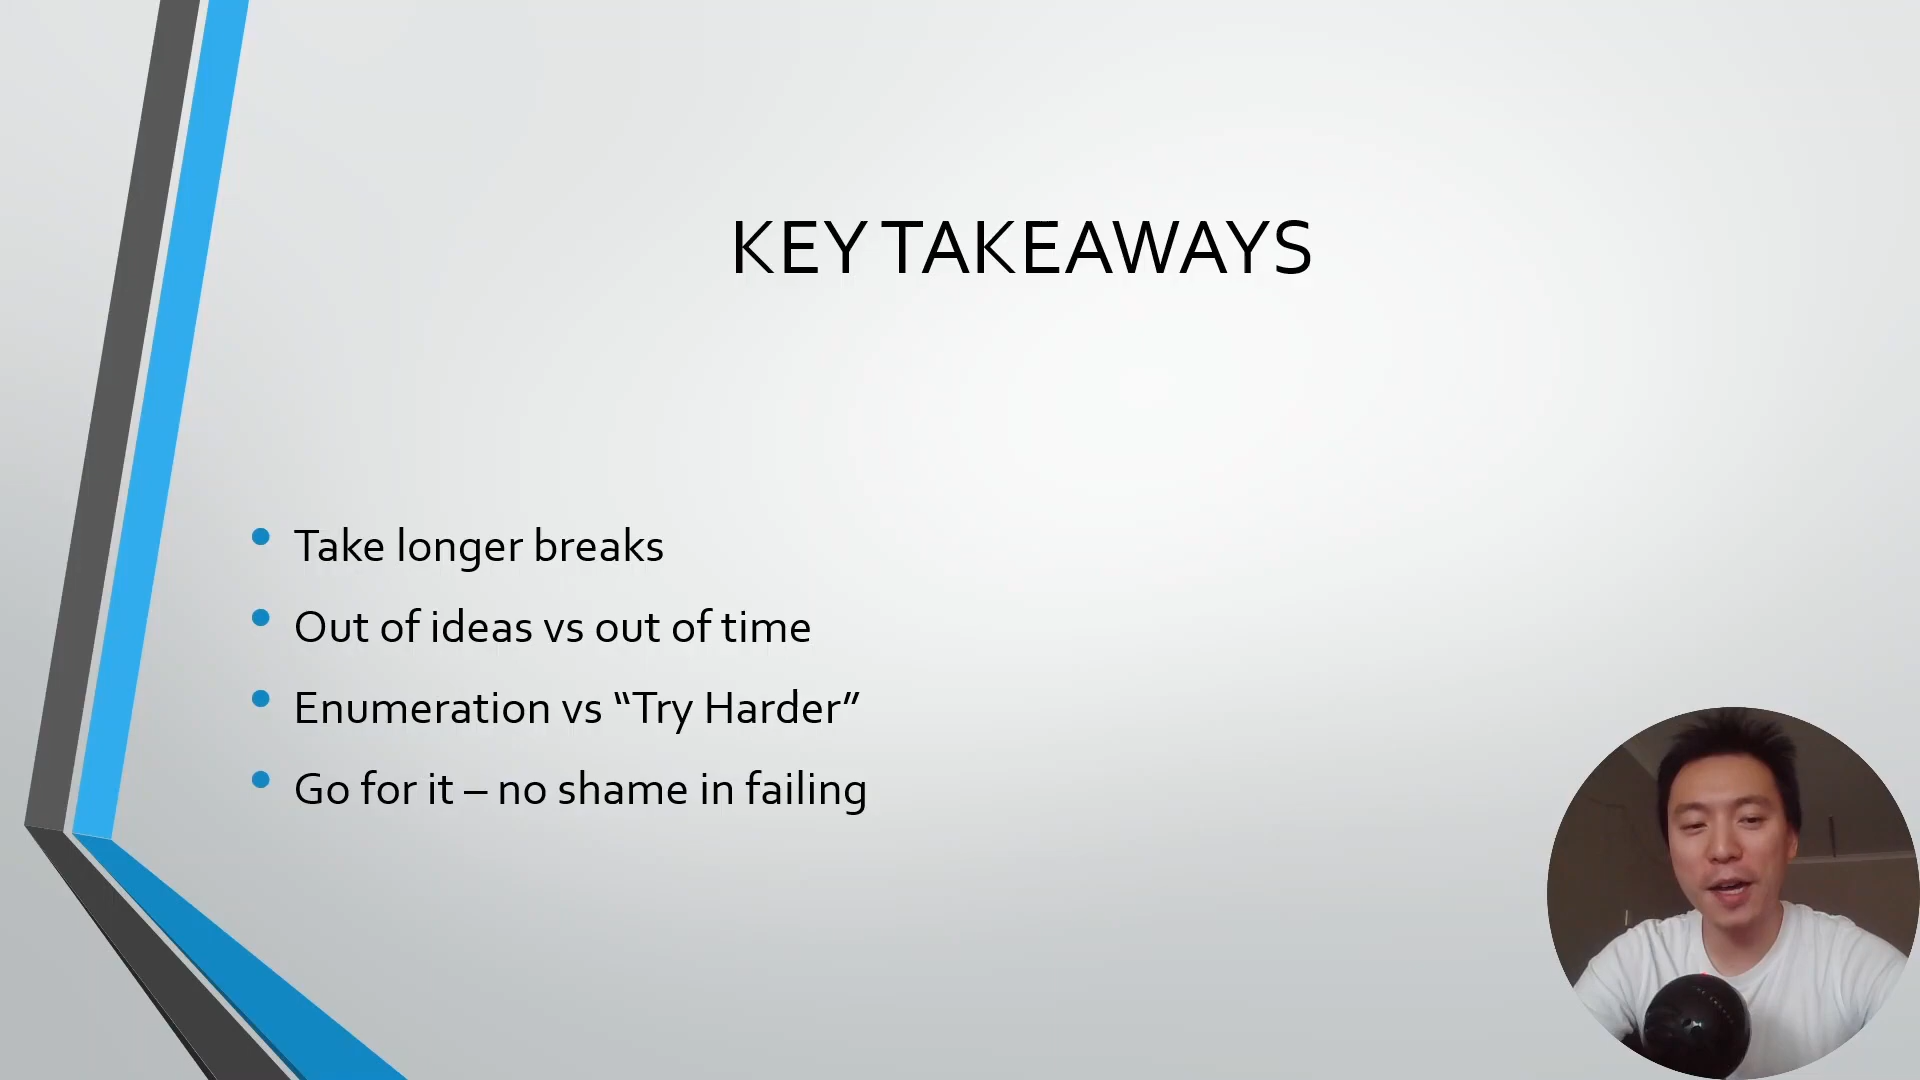 KEY TAKEAWAYS
• Take longer breaks
• Out of ideas vs out of time
• Enumeration vs “Try Harder”
• Go for it – no shame in failing